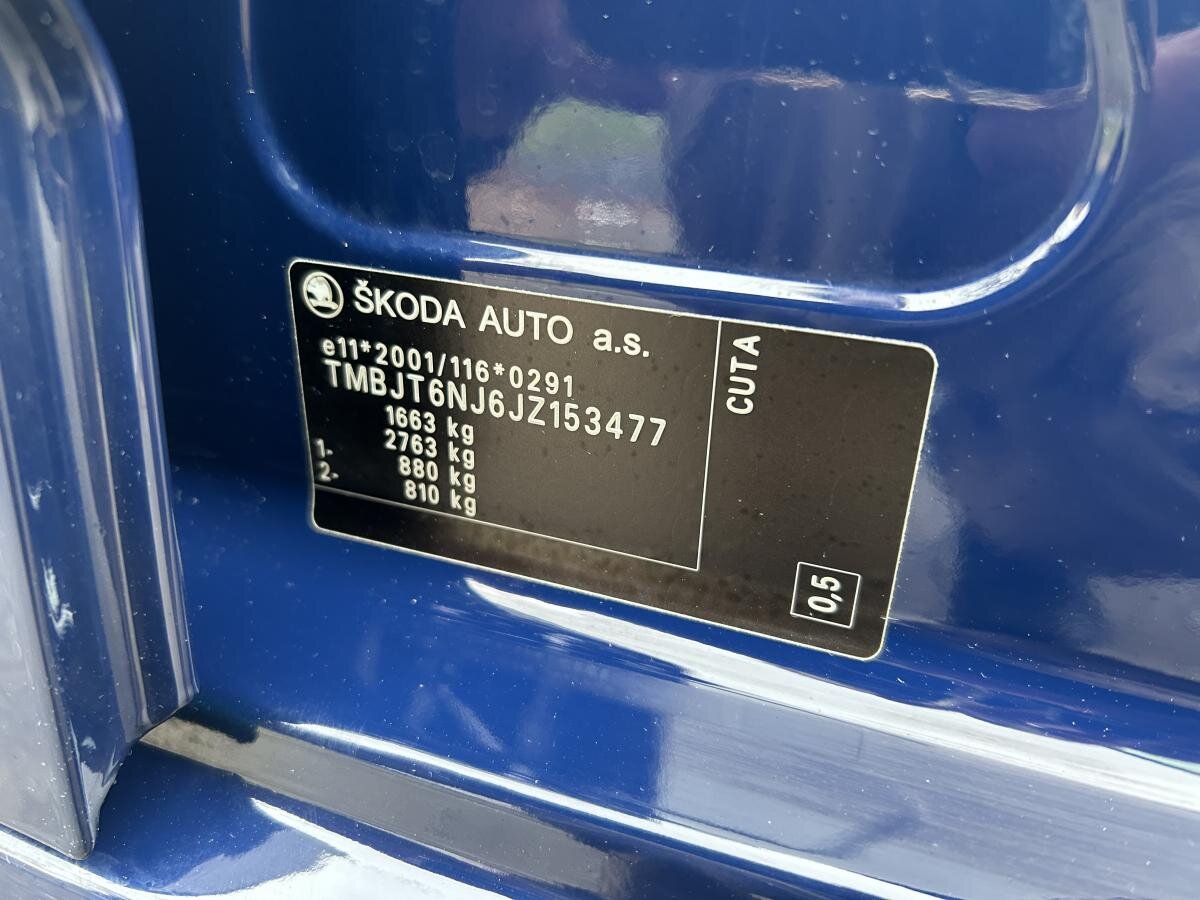 ŠKODA AUTO a.s.
e11*2001/116*0291
TMBJT6NJ6JZ153477
1663 kg
2763 kg
1- 880 kg
2- 810 kg
CUTA
0,5